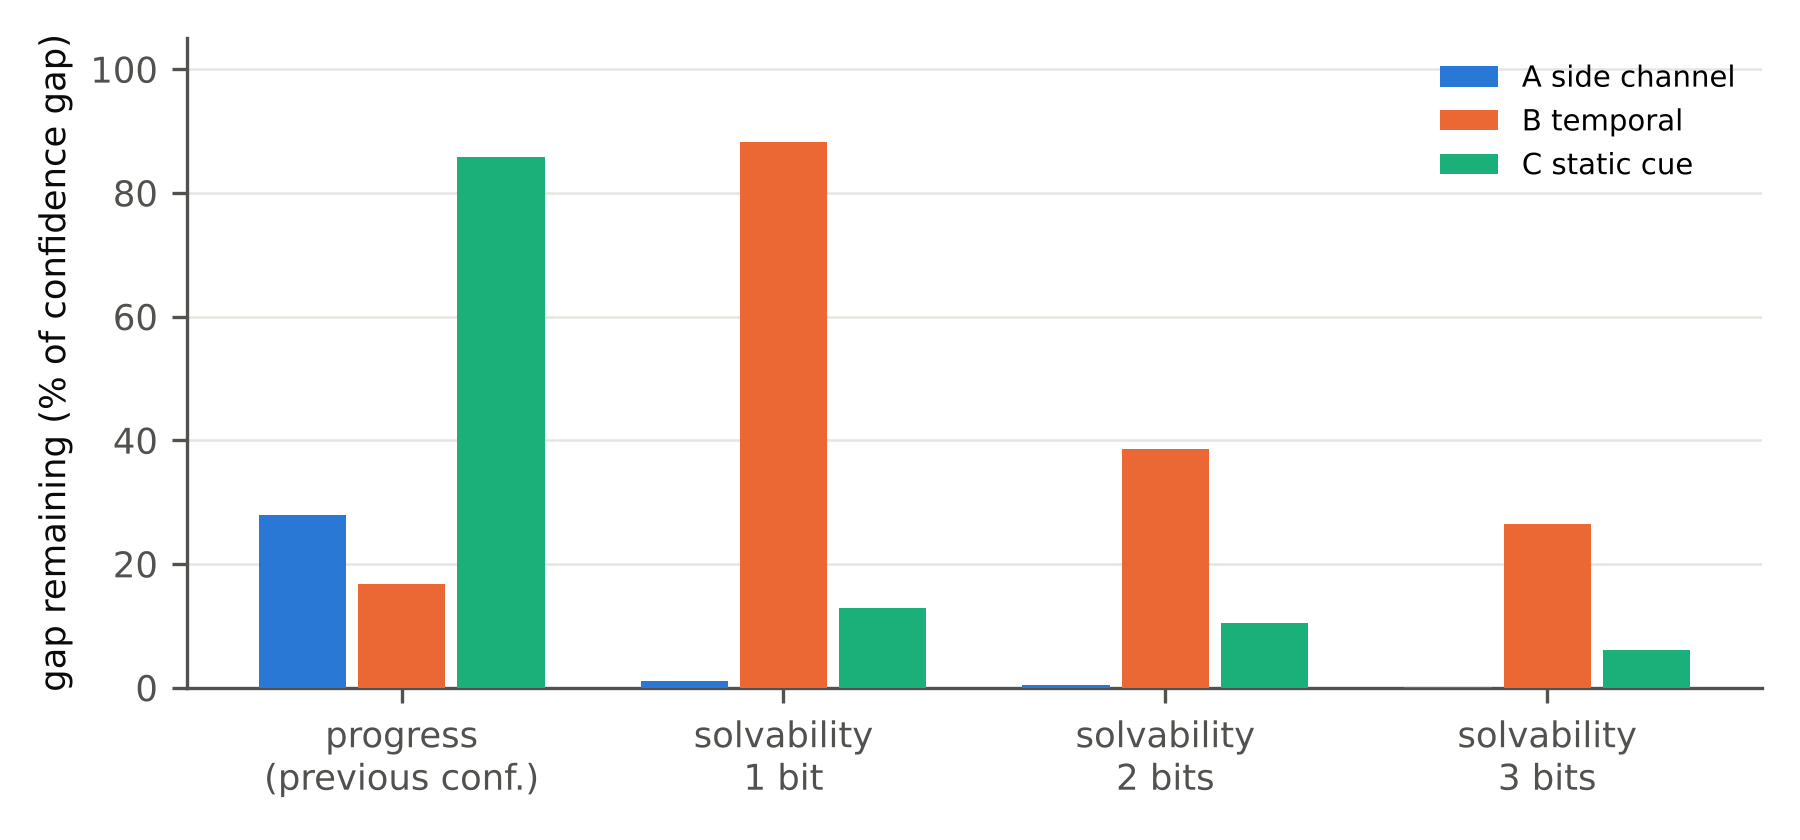 gap remaining (% of confidence gap)
100
80
60
40
20
0
A side channel
B temporal
C static cue
progress
(previous conf.)
solvability
1 bit
solvability
2 bits
solvability
3 bits